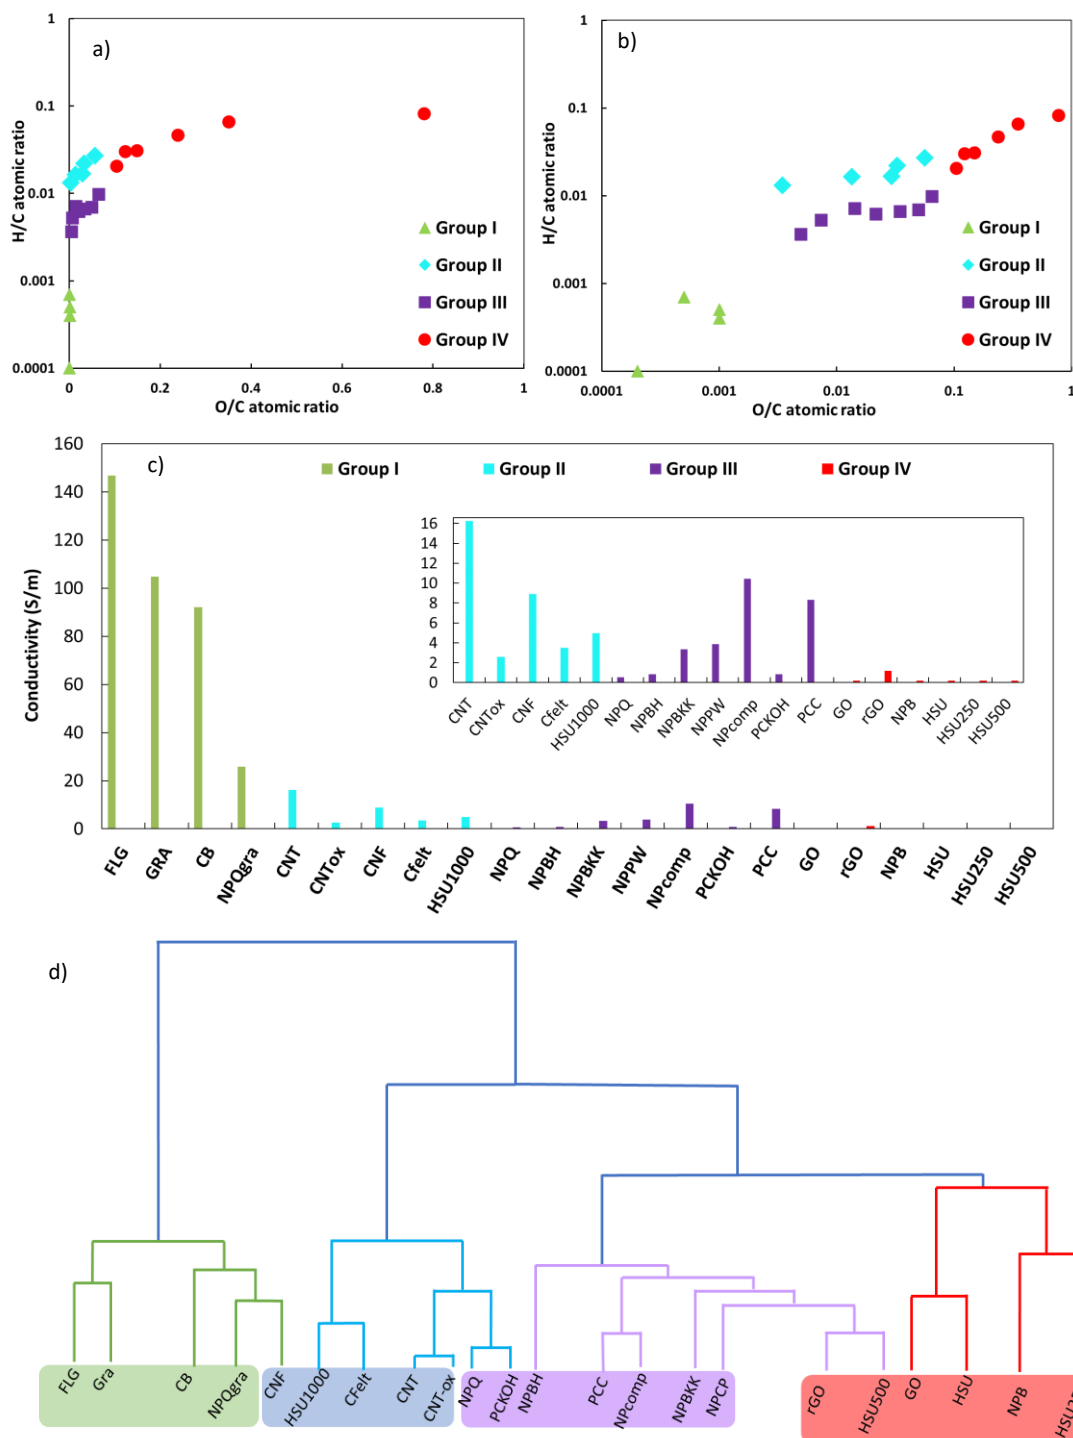 a)
1
0.1
0.01
0.001
0.0001
H/C atomic ratio
0
0.2
0.4
0.6
0.8
1
O/C atomic ratio
Group I
Group II
Group III
Group IV
b)
1
0.1
0.01
0.001
0.0001
H/C atomic ratio
0.0001
0.001
0.01
0.1
1
O/C atomic ratio
Group I
Group II
Group III
Group IV
c)
160
140
120
100
80
60
40
20
0
Conductivity (S/m)
Group I
Group II
Group III
Group IV
16
14
12
10
8
6
4
2
0
CNT
CNTox
CNF
Cfelt
HSU1000
NPQ
NPBH
NPBKK
NPPW
NPcomp
PCKOH
PCC
GO
rGO
NPB
HSU
HSU250
HSU500
FLG
GRA
CB
NPQgra
CNT
CNTox
CNF
Cfelt
HSU1000
NPQ
NPBH
NPBKK
NPPW
NPcomp
PCKOH
PCC
GO
rGO
NPB
HSU
HSU250
HSU500
d)
FLG
Gra
CB
NPQgra
CNF
HSU1000
CFelt
CNT
CNT-ox
NPQ
PCKOH
NPBH
PCC
NPcomp
NPBKK
NPCP
rGO
HSU500
GO
HSU
NPB